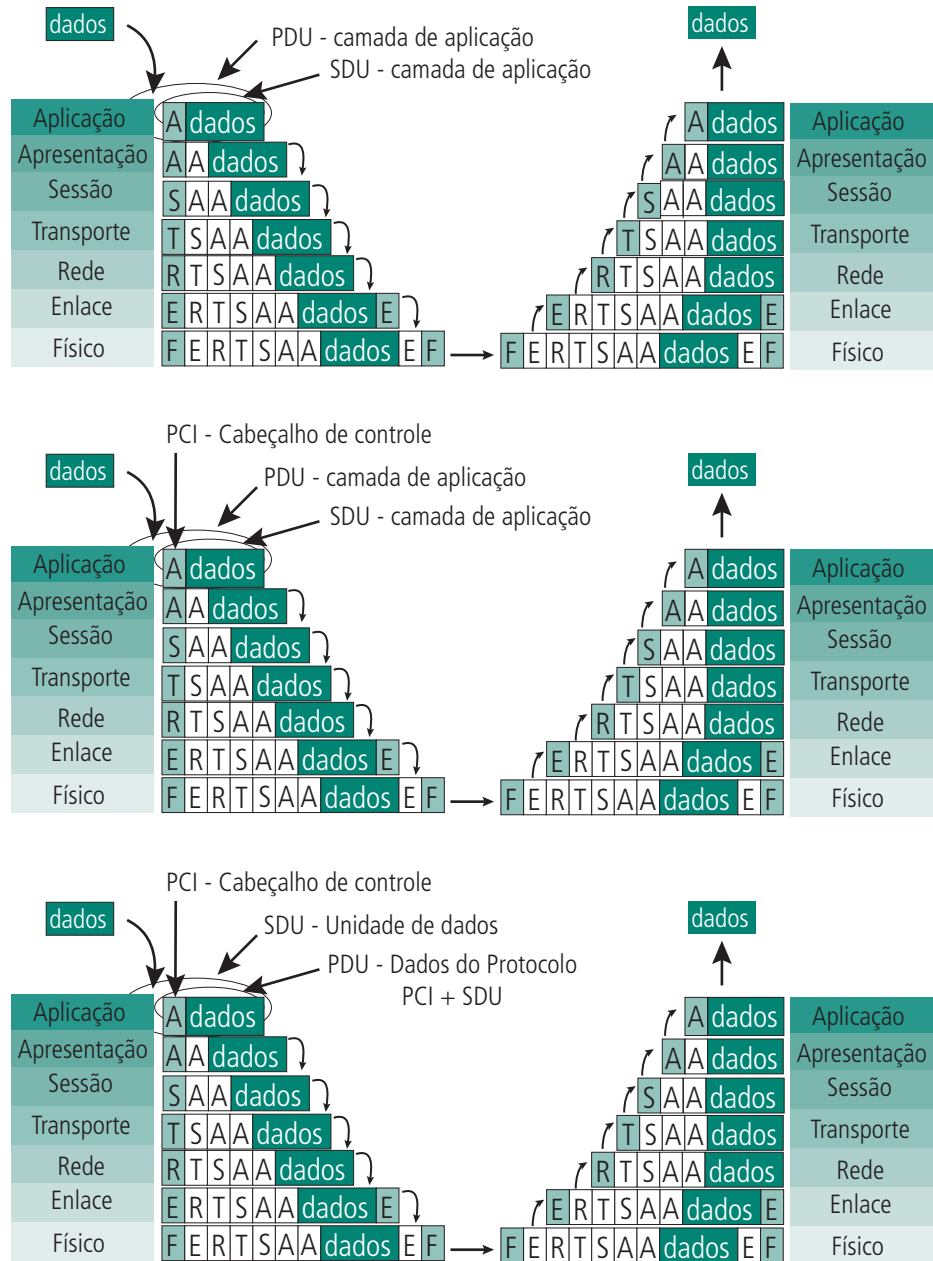 dados
PDU - camada de aplicação
SDU - camada de aplicação
dados
Aplicação A dados A dados Aplicação
Apresentação A A dados A A dados Apresentação
Sessão S A A dados S A A dados Sessão
Transporte T S A A dados T S A A dados Transporte
Rede R T S A A dados R T S A A dados Rede
Enlace E R T S A A dados E E R T S A A dados E Enlace
Físico F E R T S A A dados E F F E R T S A A dados E F Físico
PCI - Cabeçalho de controle
dados
PDU - camada de aplicação
SDU - camada de aplicação
dados
Aplicação A dados A dados Aplicação
Apresentação A A dados A A dados Apresentação
Sessão S A A dados S A A dados Sessão
Transporte T S A A dados T S A A dados Transporte
Rede R T S A A dados R T S A A dados Rede
Enlace E R T S A A dados E E R T S A A dados E Enlace
Físico F E R T S A A dados E F F E R T S A A dados E F Físico
PCI - Cabeçalho de controle
dados
SDU - Unidade de dados
PDU - Dados do Protocolo
PCI + SDU
dados
Aplicação A dados A dados Aplicação
Apresentação A A dados A A dados Apresentação
Sessão S A A dados S A A dados Sessão
Transporte T S A A dados T S A A dados Transporte
Rede R T S A A dados R T S A A dados Rede
Enlace E R T S A A dados E E R T S A A dados E Enlace
Físico F E R T S A A dados E F F E R T S A A dados E F Físico